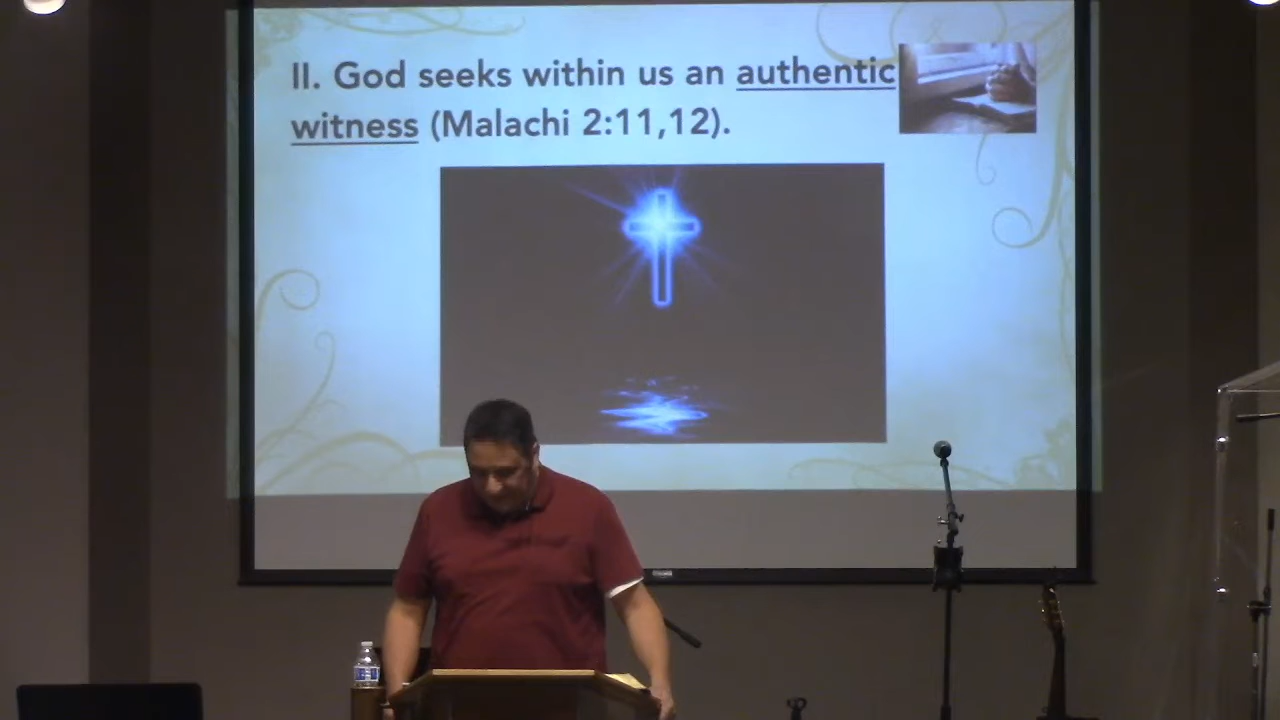 II. God seeks within us an authentic
witness (Malachi 2:11,12).